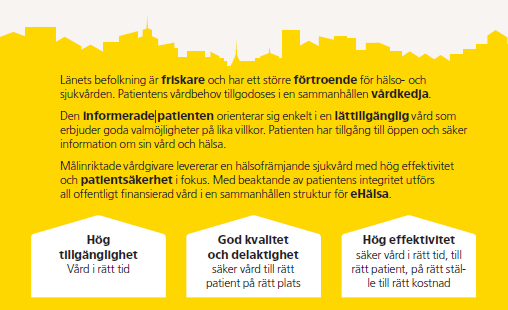 Länets befolkning är friskare och har ett större förtroende för hälso- och
sjukvården. Patientens vårdbehov tillgodoses i en sammanhållen vårdkedja.
Den informerade|patienten orienterar sig enkelt i en lättillgänglig vård som
erbjuder goda valmöjligheter på lika villkor. Patienten har tillgång till öppen och säker
information om sin vård och hälsa.
Målinriktade vårdgivare levererar en hälsofrämjande sjukvård med hög effektivitet
och patientsäkerhet i fokus. Med beaktande av patientens integritet utförs
all offentligt finansierad vård i en sammanhållen struktur för eHälsa.
Hög
tillgänglighet
Vård i rätt tid
God kvalitet
och delaktighet
säker vård till rätt
patient på rätt plats
Hög effektivitet
säker vård i rätt tid, till
rätt patient, på rätt stäl-
le till rätt kostnad